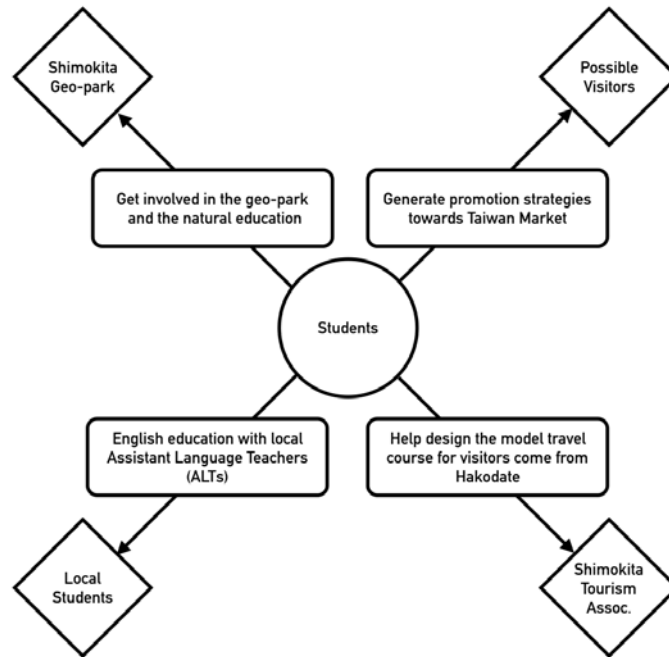 Shimokita
Geo-park
Possible
Visitors
Get involved in the geo-park
and the natural education
Generate promotion strategies
towards Taiwan Market
Students
English education with local
Assistant Language Teachers
(ALTs)
Help design the model travel
course for visitors come from
Hakodate
Local
Students
Shimokita
Tourism
Assoc.